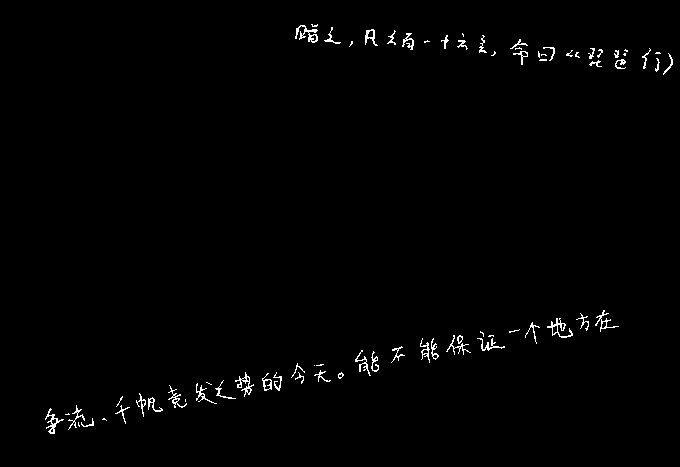 赠之,凡六百一十六言,命曰《琵琶行》
争流、千帆竞发之势的今天。能不能保证一个地方在